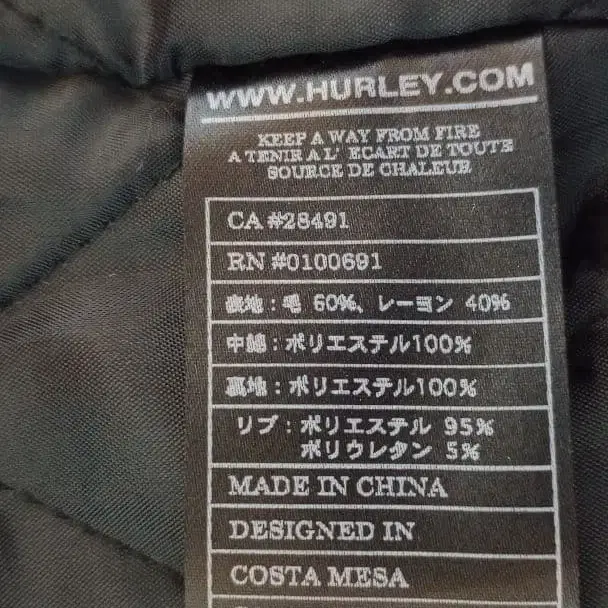 WWW.HURLEY.COM
KEEP A WAY FROM FIRE
A TENIR A L' ECART DE TOUTE
SOURCE DE CHALEUR
CA #28491
RN #0100691
表地:毛 60%、レーヨン 40%
中綿:ポリエステル100%
裏地:ポリエステル100%
リブ:ポリエステル 95%
ポリウレタン 5%
MADE IN CHINA
DESIGNED IN
COSTA MESA